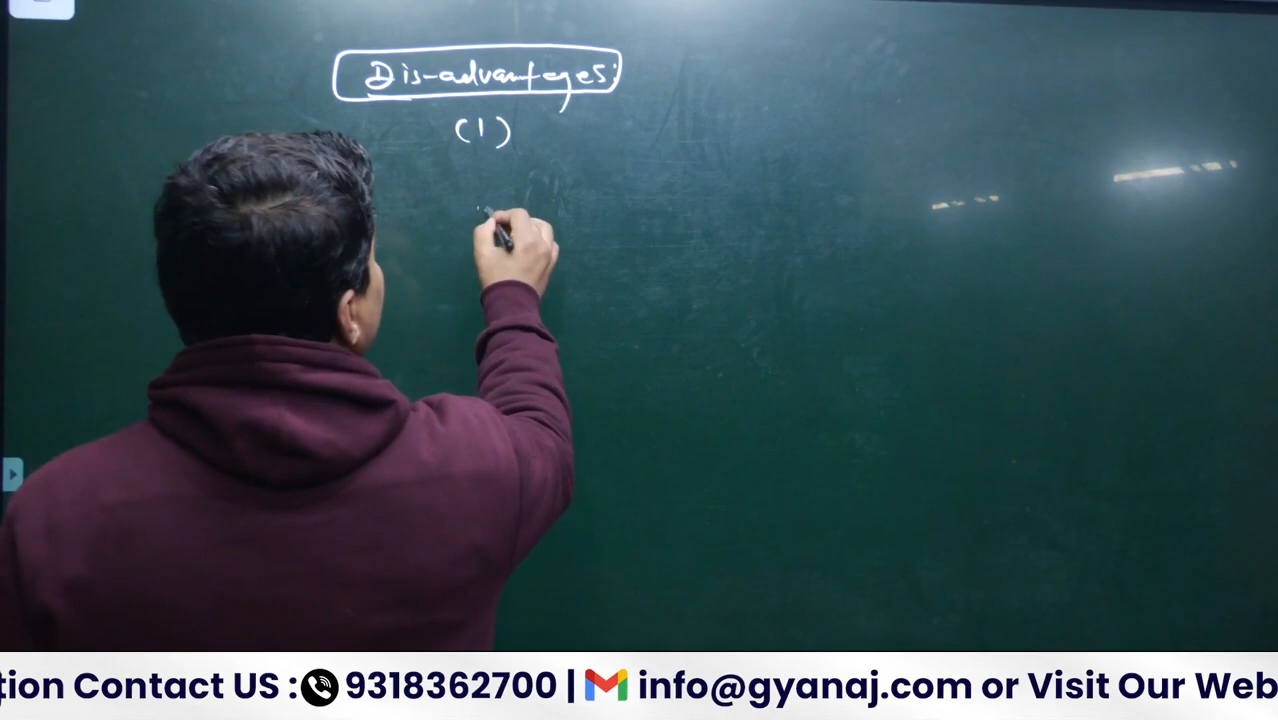 Dis-advantages:
(1)
tion Contact US : 9318362700 | info@gyanaj.com or Visit Our Web